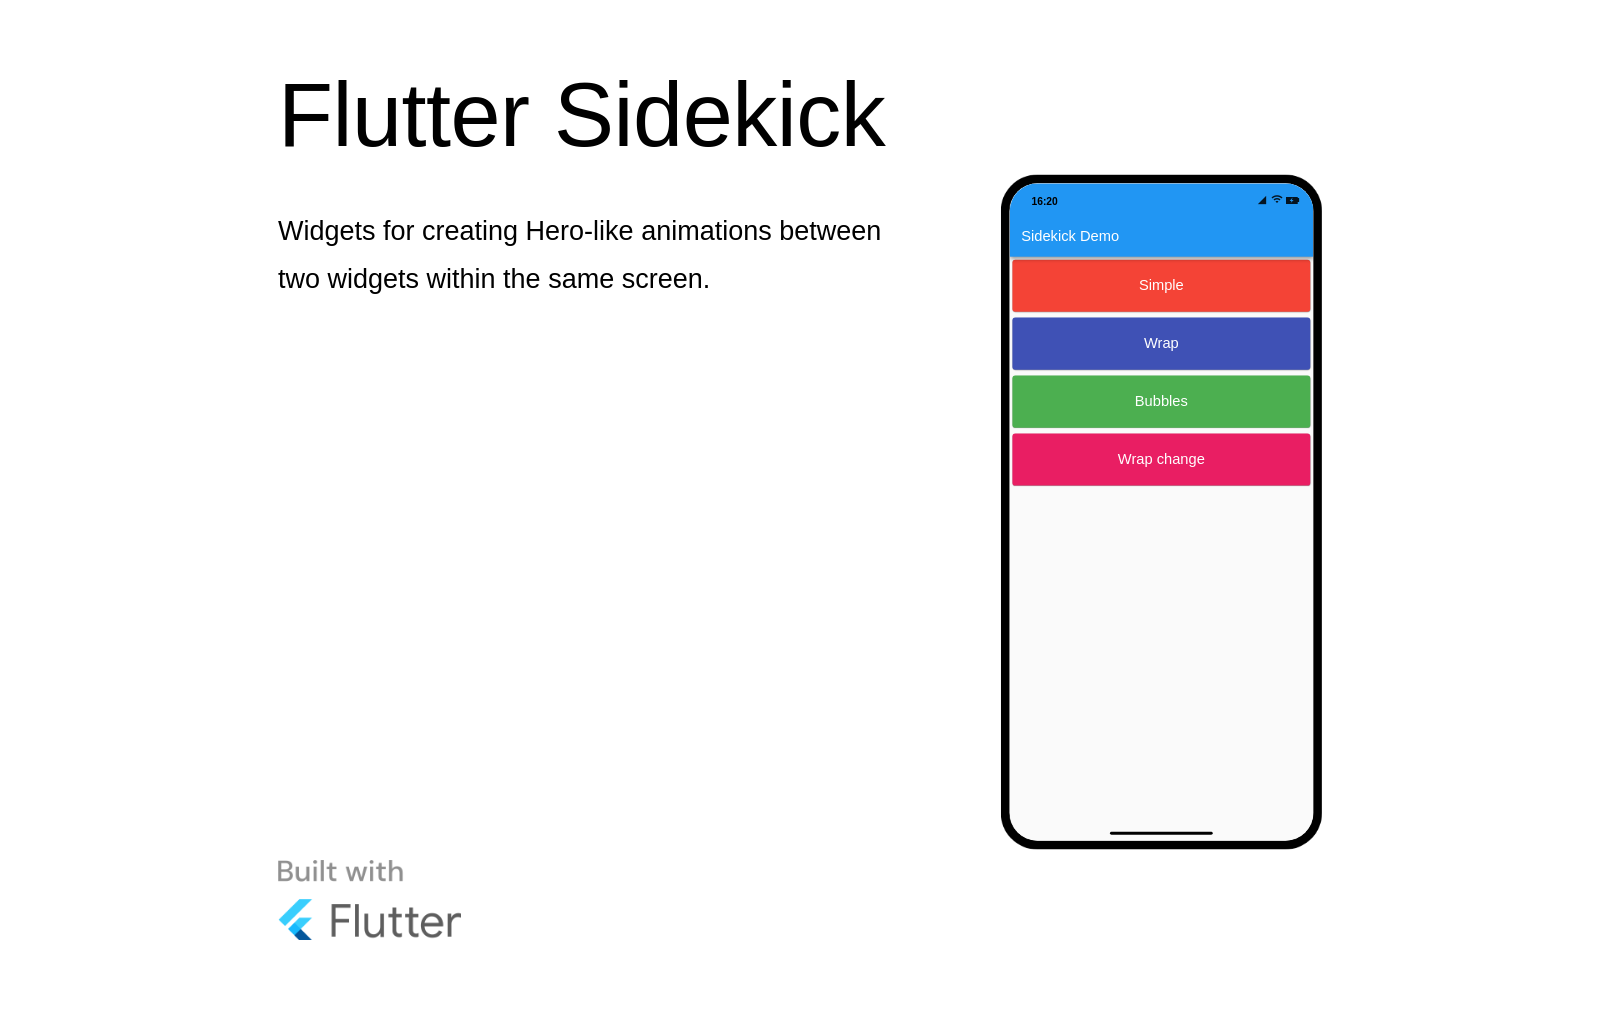 Flutter Sidekick
Widgets for creating Hero-like animations between
two widgets within the same screen.
16:20
Sidekick Demo
Simple
Wrap
Bubbles
Wrap change
Built with
Flutter